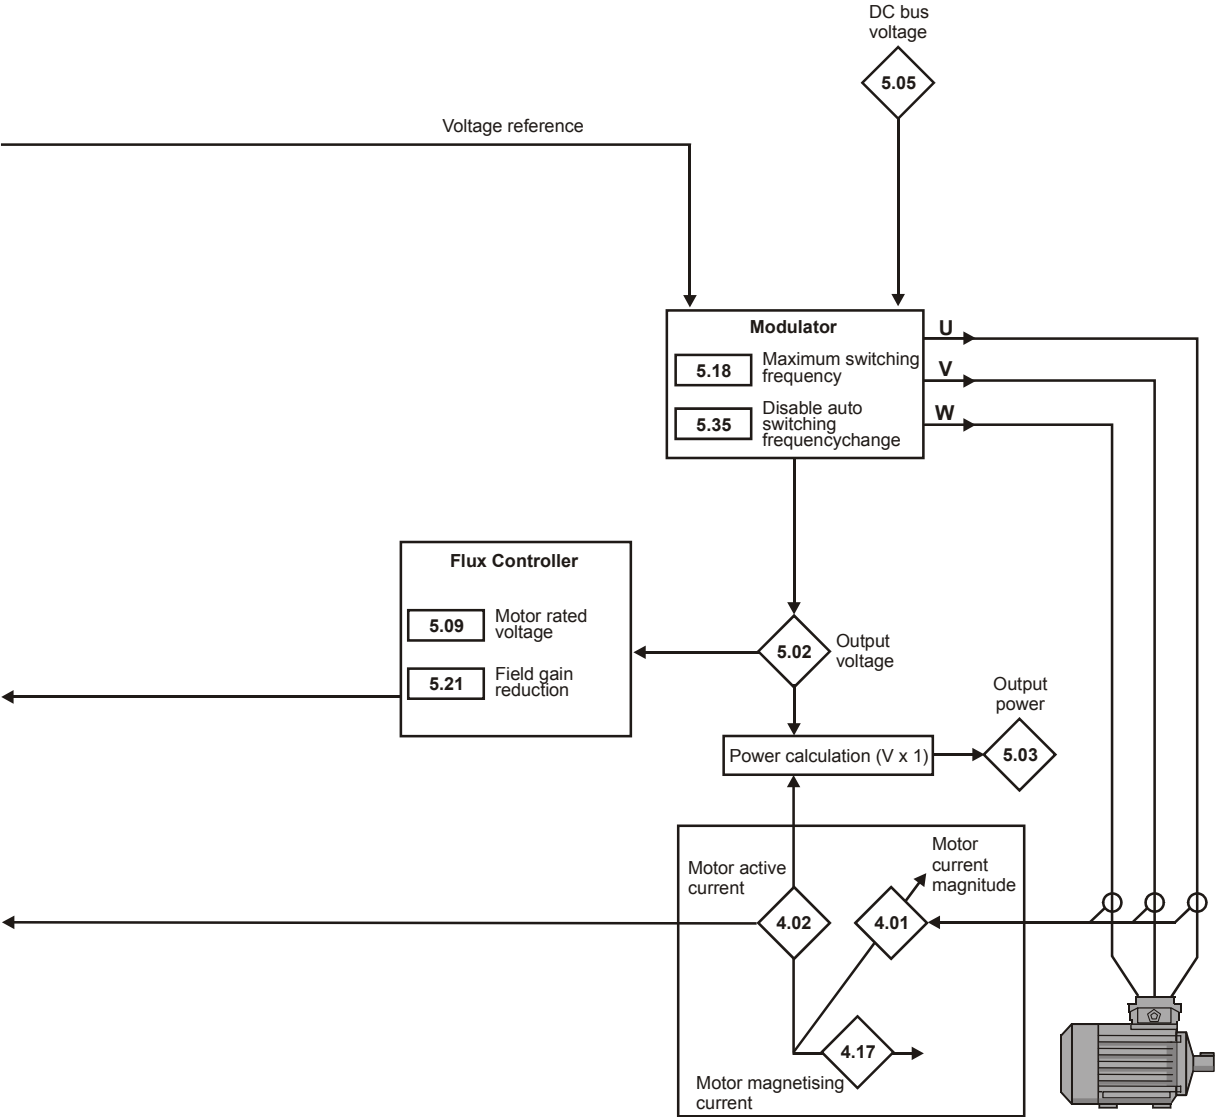 DC bus
voltage
5.05
Voltage reference
Modulator
5.18
Maximum switching
frequency
5.35
Disable auto
switching
frequencychange
U
V
W
Flux Controller
5.09
Motor rated
voltage
5.21
Field gain
reduction
5.02
Output
voltage
Output
power
Power calculation (V x 1)
5.03
Motor active
current
Motor
current
magnitude
4.02
4.01
4.17
Motor magnetising
current